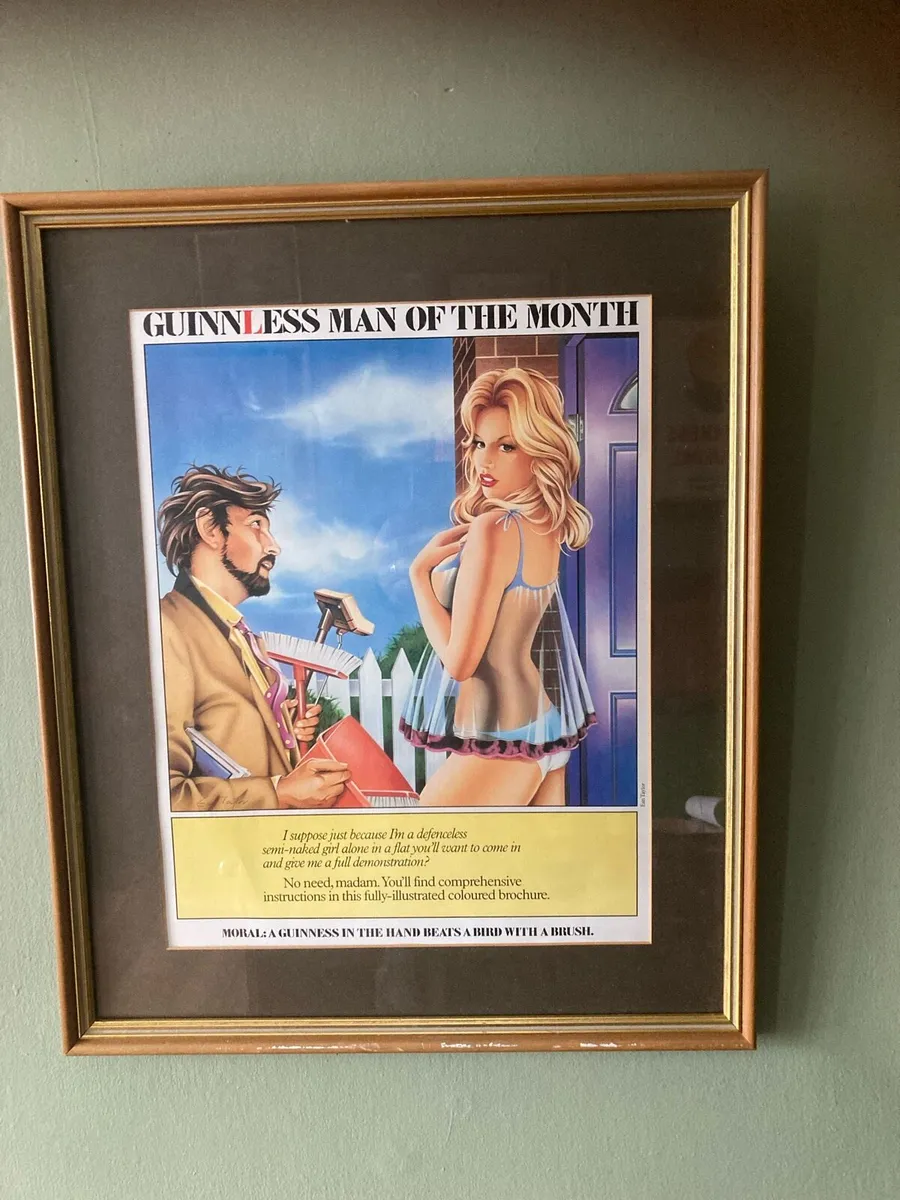 GUINNLESS MAN OF THE MONTH
I suppose just because I'm a defenceless
semi-naked girl alone in a flat you'll want to come in
and give me a full demonstration?
No need, madam. You'll find comprehensive
instructions in this fully-illustrated coloured brochure.
MORAL: A GUINNESS IN THE HAND BEATS A BIRD WITH A BRUSH.